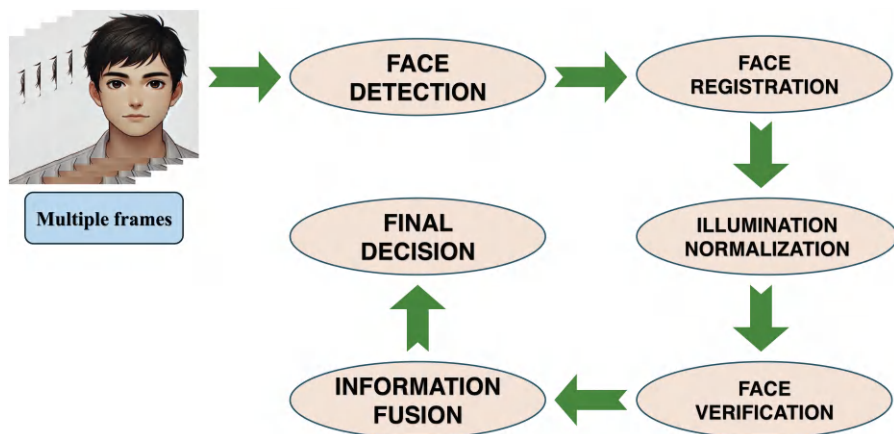 Multiple frames
FACE
DETECTION
FACE
REGISTRATION
ILLUMINATION
NORMALIZATION
FACE
VERIFICATION
INFORMATION
FUSION
FINAL
DECISION